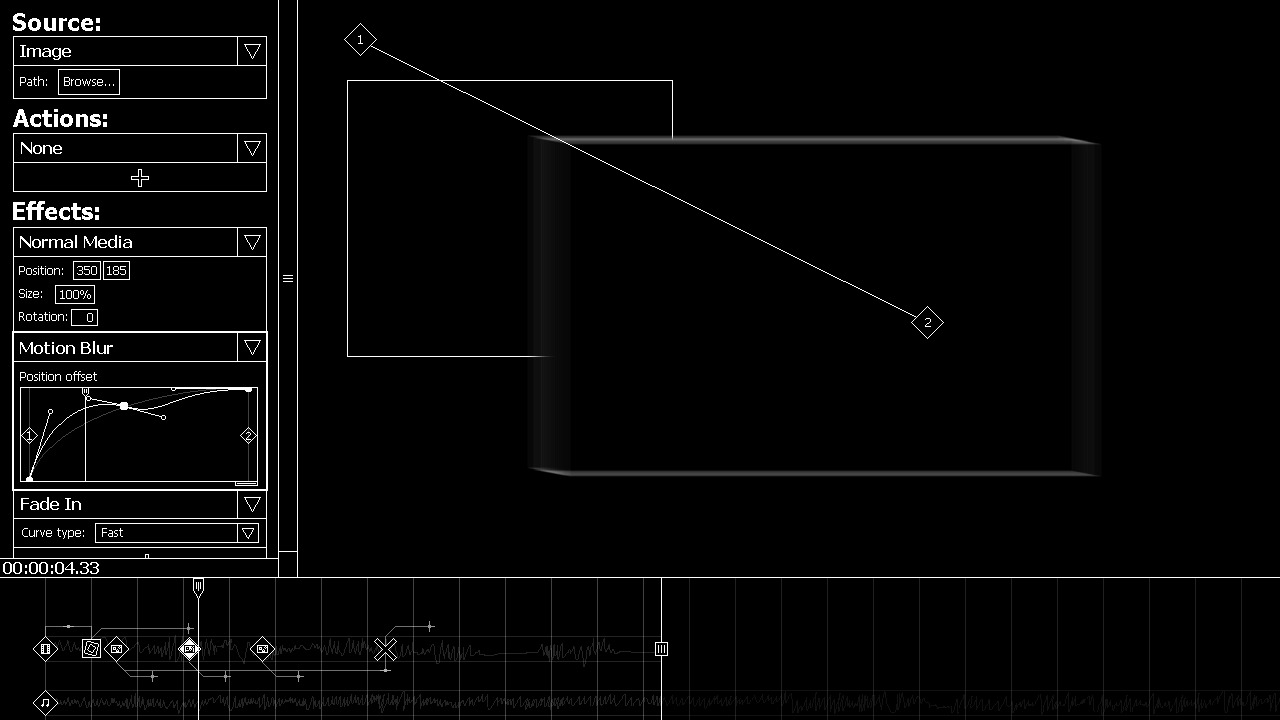 Source:
Image
Path: Browse...
Actions:
None
Effects:
Normal Media
Position: 350 185
Size: 100%
Rotation: 0
Motion Blur
Position offset
1 2
Fade In
Curve type: Fast
00:00:04.33
1
2